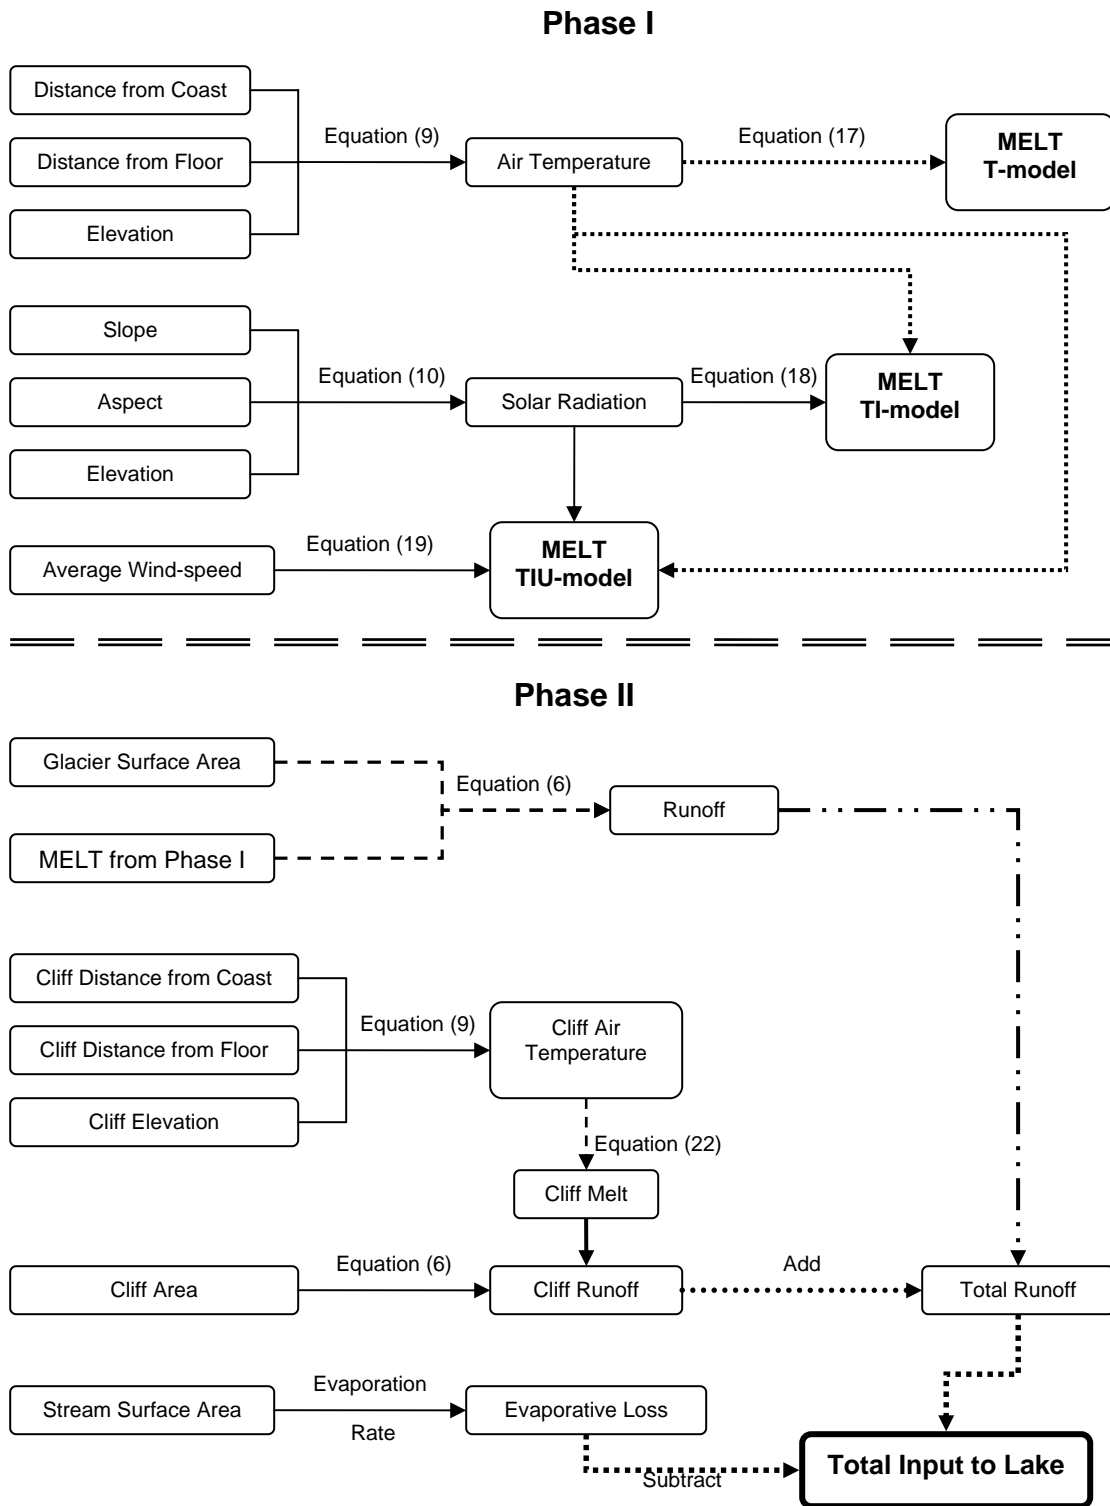 Phase I
Distance from Coast
Equation (9)
Equation (17)
MELT
T-model
Distance from Floor
Air Temperature
Elevation
Slope
Equation (10)
Equation (18)
MELT
TI-model
Aspect
Solar Radiation
Elevation
Equation (19)
MELT
TIU-model
Average Wind-speed
Phase II
Glacier Surface Area
Equation (6)
Runoff
MELT from Phase I
Cliff Distance from Coast
Equation (9)
Cliff Air
Temperature
Cliff Distance from Floor
Cliff Elevation
Equation (22)
Cliff Melt
Equation (6)
Add
Cliff Area
Cliff Runoff
Total Runoff
Evaporation
Rate
Stream Surface Area
Evaporative Loss
Subtract
Total Input to Lake